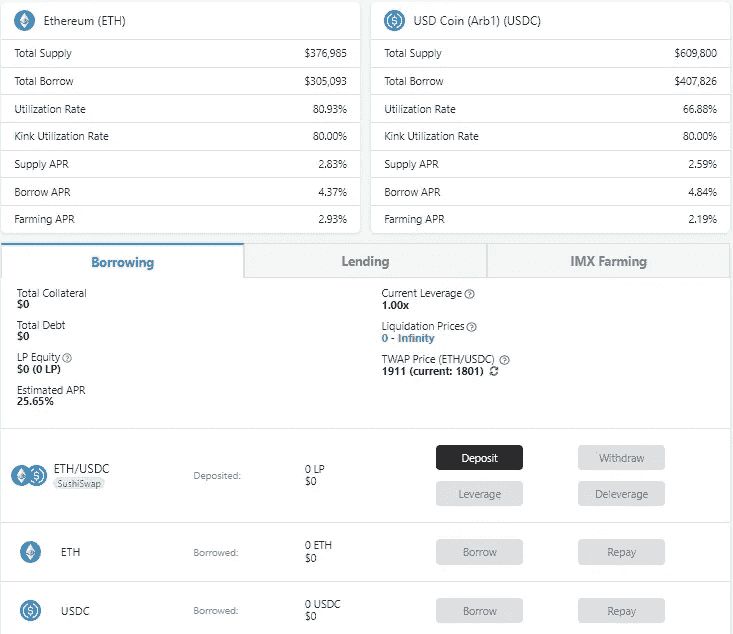 Ethereum (ETH)
Total Supply $376,985
Total Borrow $305,093
Utilization Rate 80.93%
Kink Utilization Rate 80.00%
Supply APR 2.83%
Borrow APR 4.37%
Farming APR 2.93%
USD Coin (Arb1) (USDC)
Total Supply $609,800
Total Borrow $407,826
Utilization Rate 66.88%
Kink Utilization Rate 80.00%
Supply APR 2.59%
Borrow APR 4.84%
Farming APR 2.19%
Borrowing Lending IMX Farming
Total Collateral
$0
Total Debt
$0
LP Equity
$0 (0 LP)
Estimated APR
25.65%
Current Leverage
1.00x
Liquidation Prices
0 - Infinity
TWAP Price (ETH/USDC)
1911 (current: 1801)
ETH/USDC
SushiSwap
Deposited:
0 LP
$0
Deposit Withdraw
Leverage Deleverage
ETH
Borrowed:
0 ETH
$0
Borrow Repay
USDC
Borrowed:
0 USDC
$0
Borrow Repay